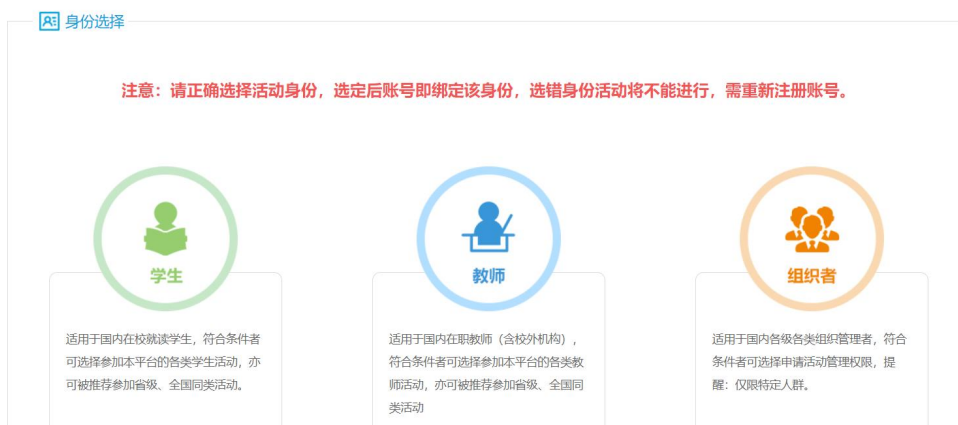 身份选择
注意：请正确选择活动身份，选定后账号即绑定该身份，选错身份活动将不能进行，需重新注册账号。
学生
适用于国内在校就读学生，符合条件者
可选择参加本平台的各类学生活动，亦
可被推荐参加省级、全国同类活动。
教师
适用于国内在职教师（含校外机构），
符合条件者可选择参加本平台的各类教
师活动，亦可被推荐参加省级、全国同
类活动
组织者
适用于国内各级各类组织管理者，符合
条件者可选择申请活动管理权限，提
醒：仅限特定人群。